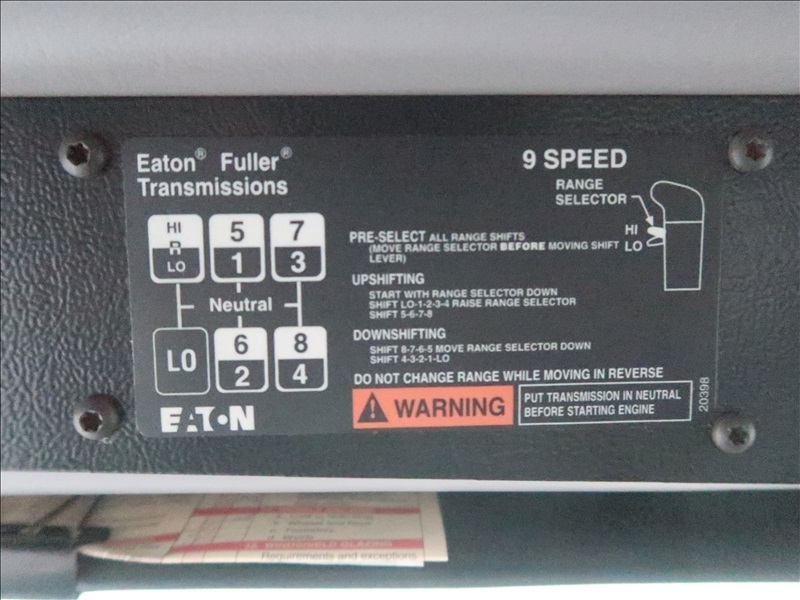 Eaton® Fuller®
Transmissions
9 SPEED
RANGE
SELECTOR
HI
LO
HI
R
LO
5
1
7
3
Neutral
LO
6
2
8
4
EATON
PRE-SELECT ALL RANGE SHIFTS
(MOVE RANGE SELECTOR BEFORE MOVING SHIFT
LEVER)
UPSHIFTING
START WITH RANGE SELECTOR DOWN
SHIFT LO-1-2-3-4 RAISE RANGE SELECTOR
SHIFT 5-6-7-8
DOWNSHIFTING
SHIFT 8-7-6-5 MOVE RANGE SELECTOR DOWN
SHIFT 4-3-2-1-LO
DO NOT CHANGE RANGE WHILE MOVING IN REVERSE
WARNING
PUT TRANSMISSION IN NEUTRAL
BEFORE STARTING ENGINE
20398
Requirements and exceptions